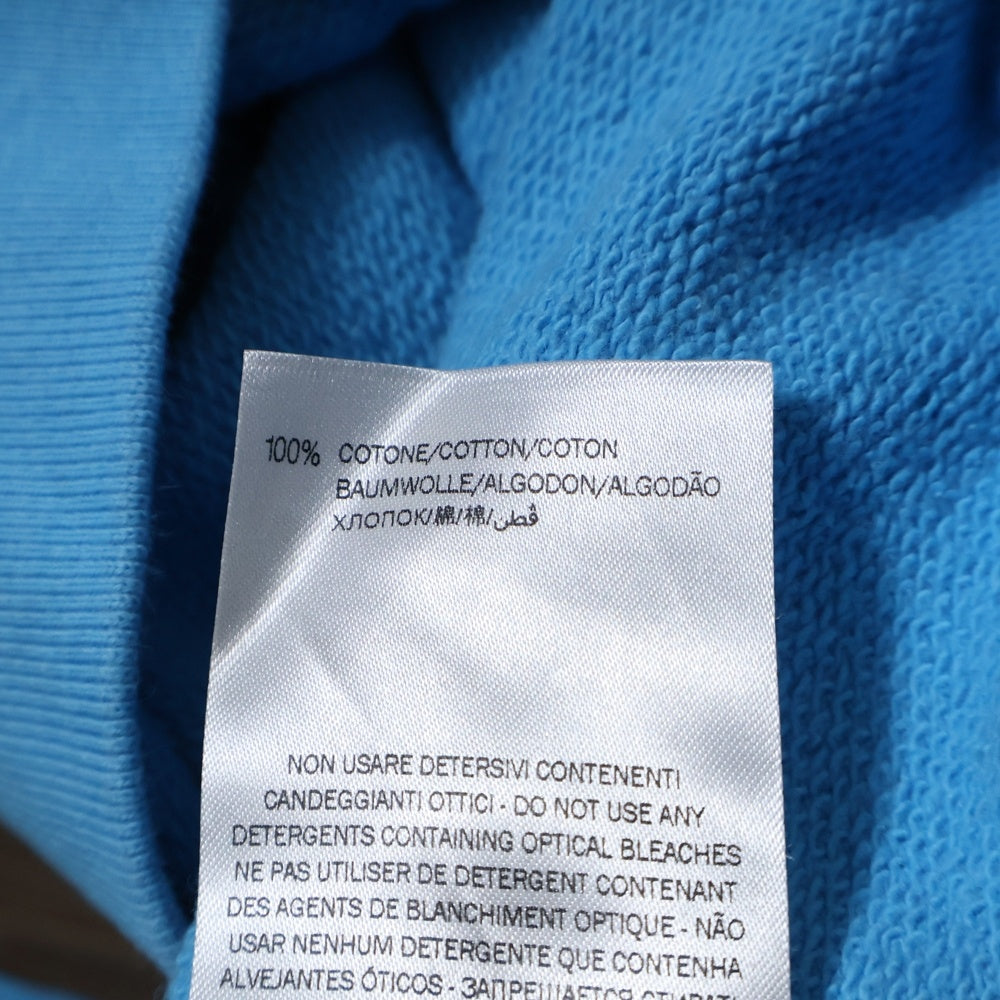 100% COTONE/COTTON/COTON
BAUMWOLLE/ALGODON/ALGODÃO
ХЛОПОК/綿/棉/قطن
NON USARE DETERSIVI CONTENENTI
CANDEGGIANTI OTTICI - DO NOT USE ANY
DETERGENTS CONTAINING OPTICAL BLEACHES
NE PAS UTILISER DE DETERGENT CONTENANT
DES AGENTS DE BLANCHIMENT OPTIQUE - NÃO
USAR NENHUM DETERGENTE QUE CONTENHA
ALVEJANTES ÓTICOS - ЗАПРЕЩАЕТСЯ